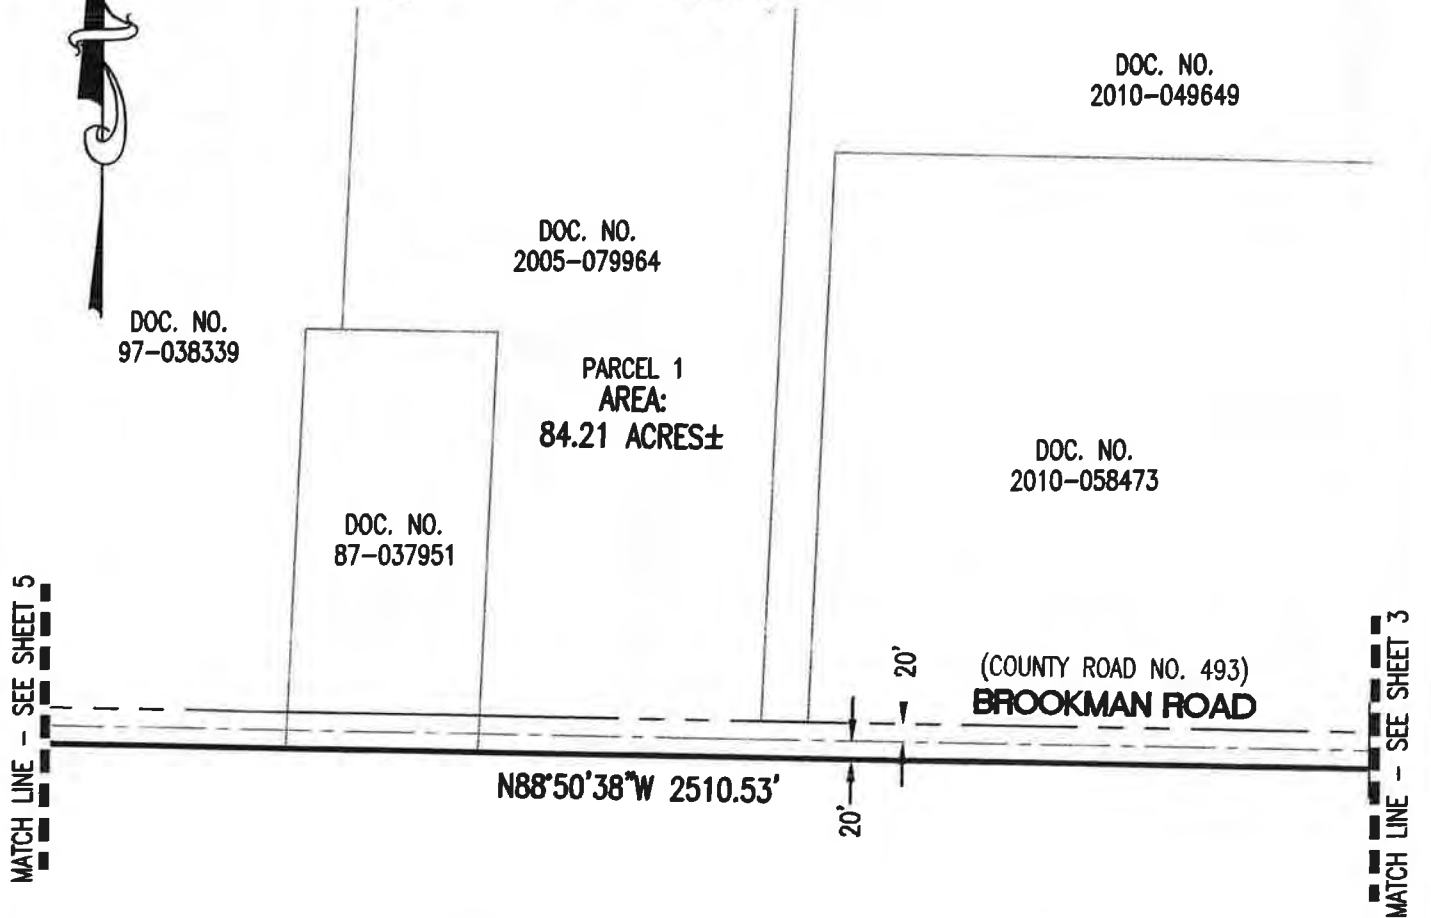 DOC. NO.
2010-049649
DOC. NO.
2005-079964
DOC. NO.
97-038339
PARCEL 1
AREA:
84.21 ACRES±
DOC. NO.
2010-058473
DOC. NO.
87-037951
MATCH LINE - SEE SHEET 5
20'
(COUNTY ROAD NO. 493)
BROOKMAN ROAD
MATCH LINE - SEE SHEET 3
N88°50'38"W 2510.53'
20'